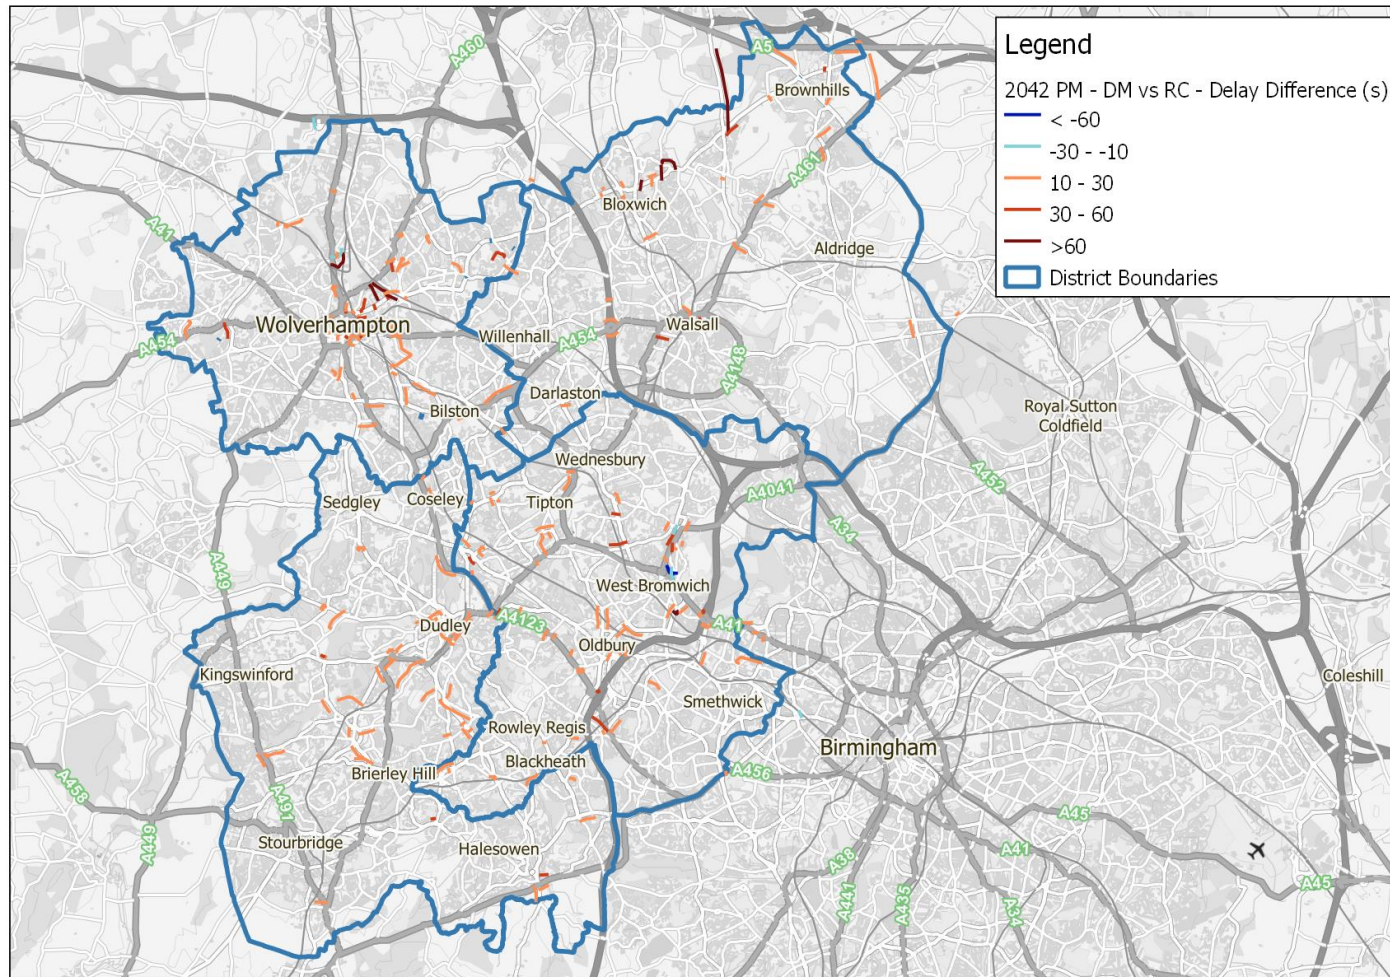 Legend
2042 PM - DM vs RC - Delay Difference (s)
< -60
-30 - -10
10 - 30
30 - 60
>60
District Boundaries
A460
A5
Brownhills
A461
Bloxwich
A41
Aldridge
Wolverhampton
Willenhall
A454
Walsall
A454
A4148
Darlaston
Bilston
Royal Sutton
Coldfield
Wednesbury
A452
Sedgley
Coseley
Tipton
A4041
A34
A449
West Bromwich
Dudley
A4123
A41
Oldbury
Kingswinford
Coleshill
Smethwick
Rowley Regis
Birmingham
Blackheath
Brierley Hill
A456
A458
A491
A449
A45
Stourbridge
Halesowen
A38
A41
A441
A435
A34
A45